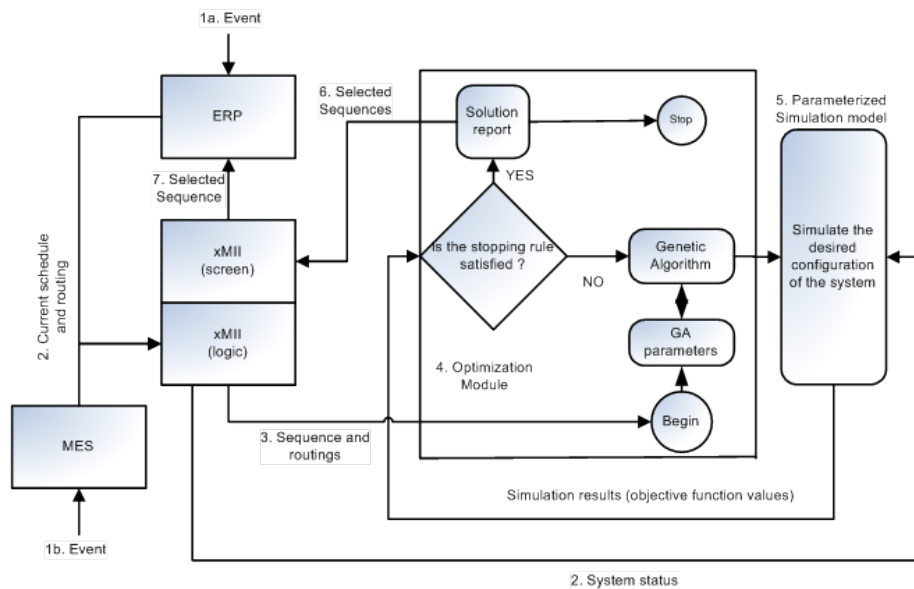 1a. Event
ERP
6. Selected
Sequences
Solution
report
Stop
5. Parameterized
Simulation model
7. Selected
Sequence
YES
xMII
(screen)
Is the stopping rule
satisfied ?
Genetic
Algorithm
Simulate the
desired
configuration
of the system
NO
2. Current schedule
and routing
xMII
(logic)
GA
parameters
4. Optimization
Module
Begin
MES
3. Sequence and
routings
Simulation results (objective function values)
1b. Event
2. System status